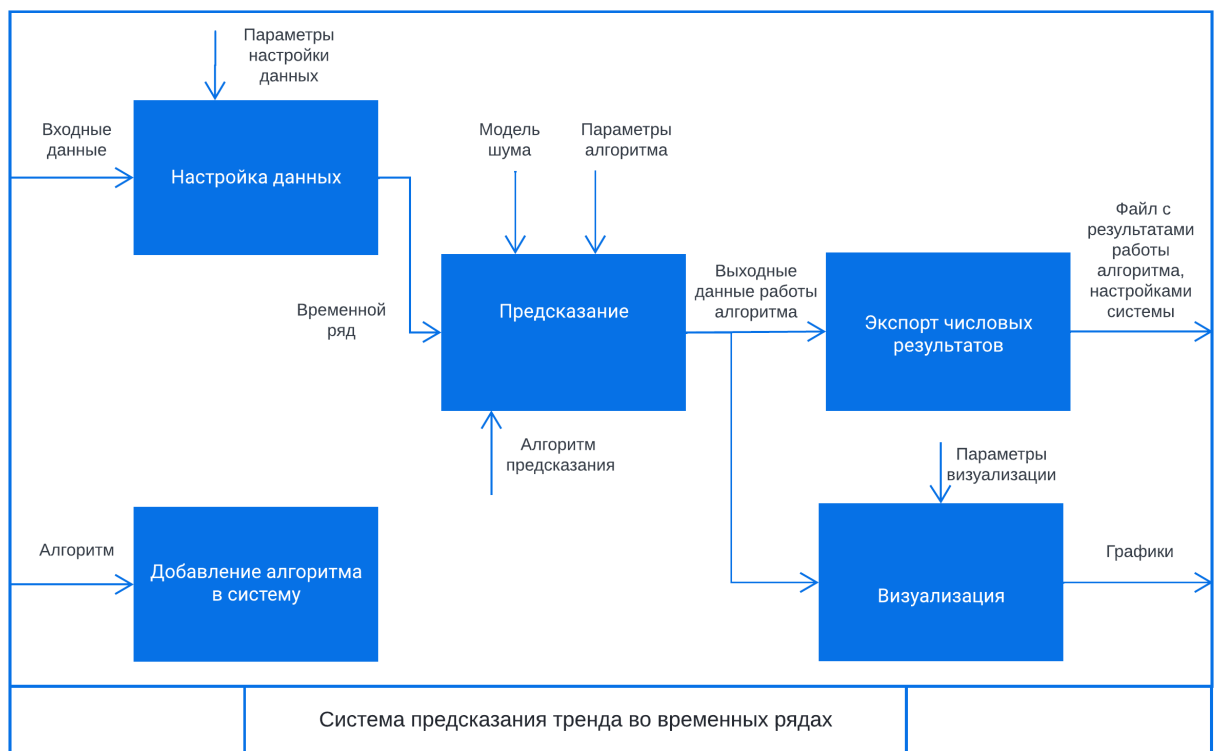 Параметры
настройки
данных
Входные
данные
Настройка данных
Модель
шума
Параметры
алгоритма
Временной
ряд
Предсказание
Выходные
данные работы
алгоритма
Экспорт числовых
результатов
Файл с
результатами
работы
алгоритма,
настройками
системы
Алгоритм
предсказания
Параметры
визуализации
Алгоритм
Добавление алгоритма
в систему
Визуализация
Графики
Система предсказания тренда во временных рядах